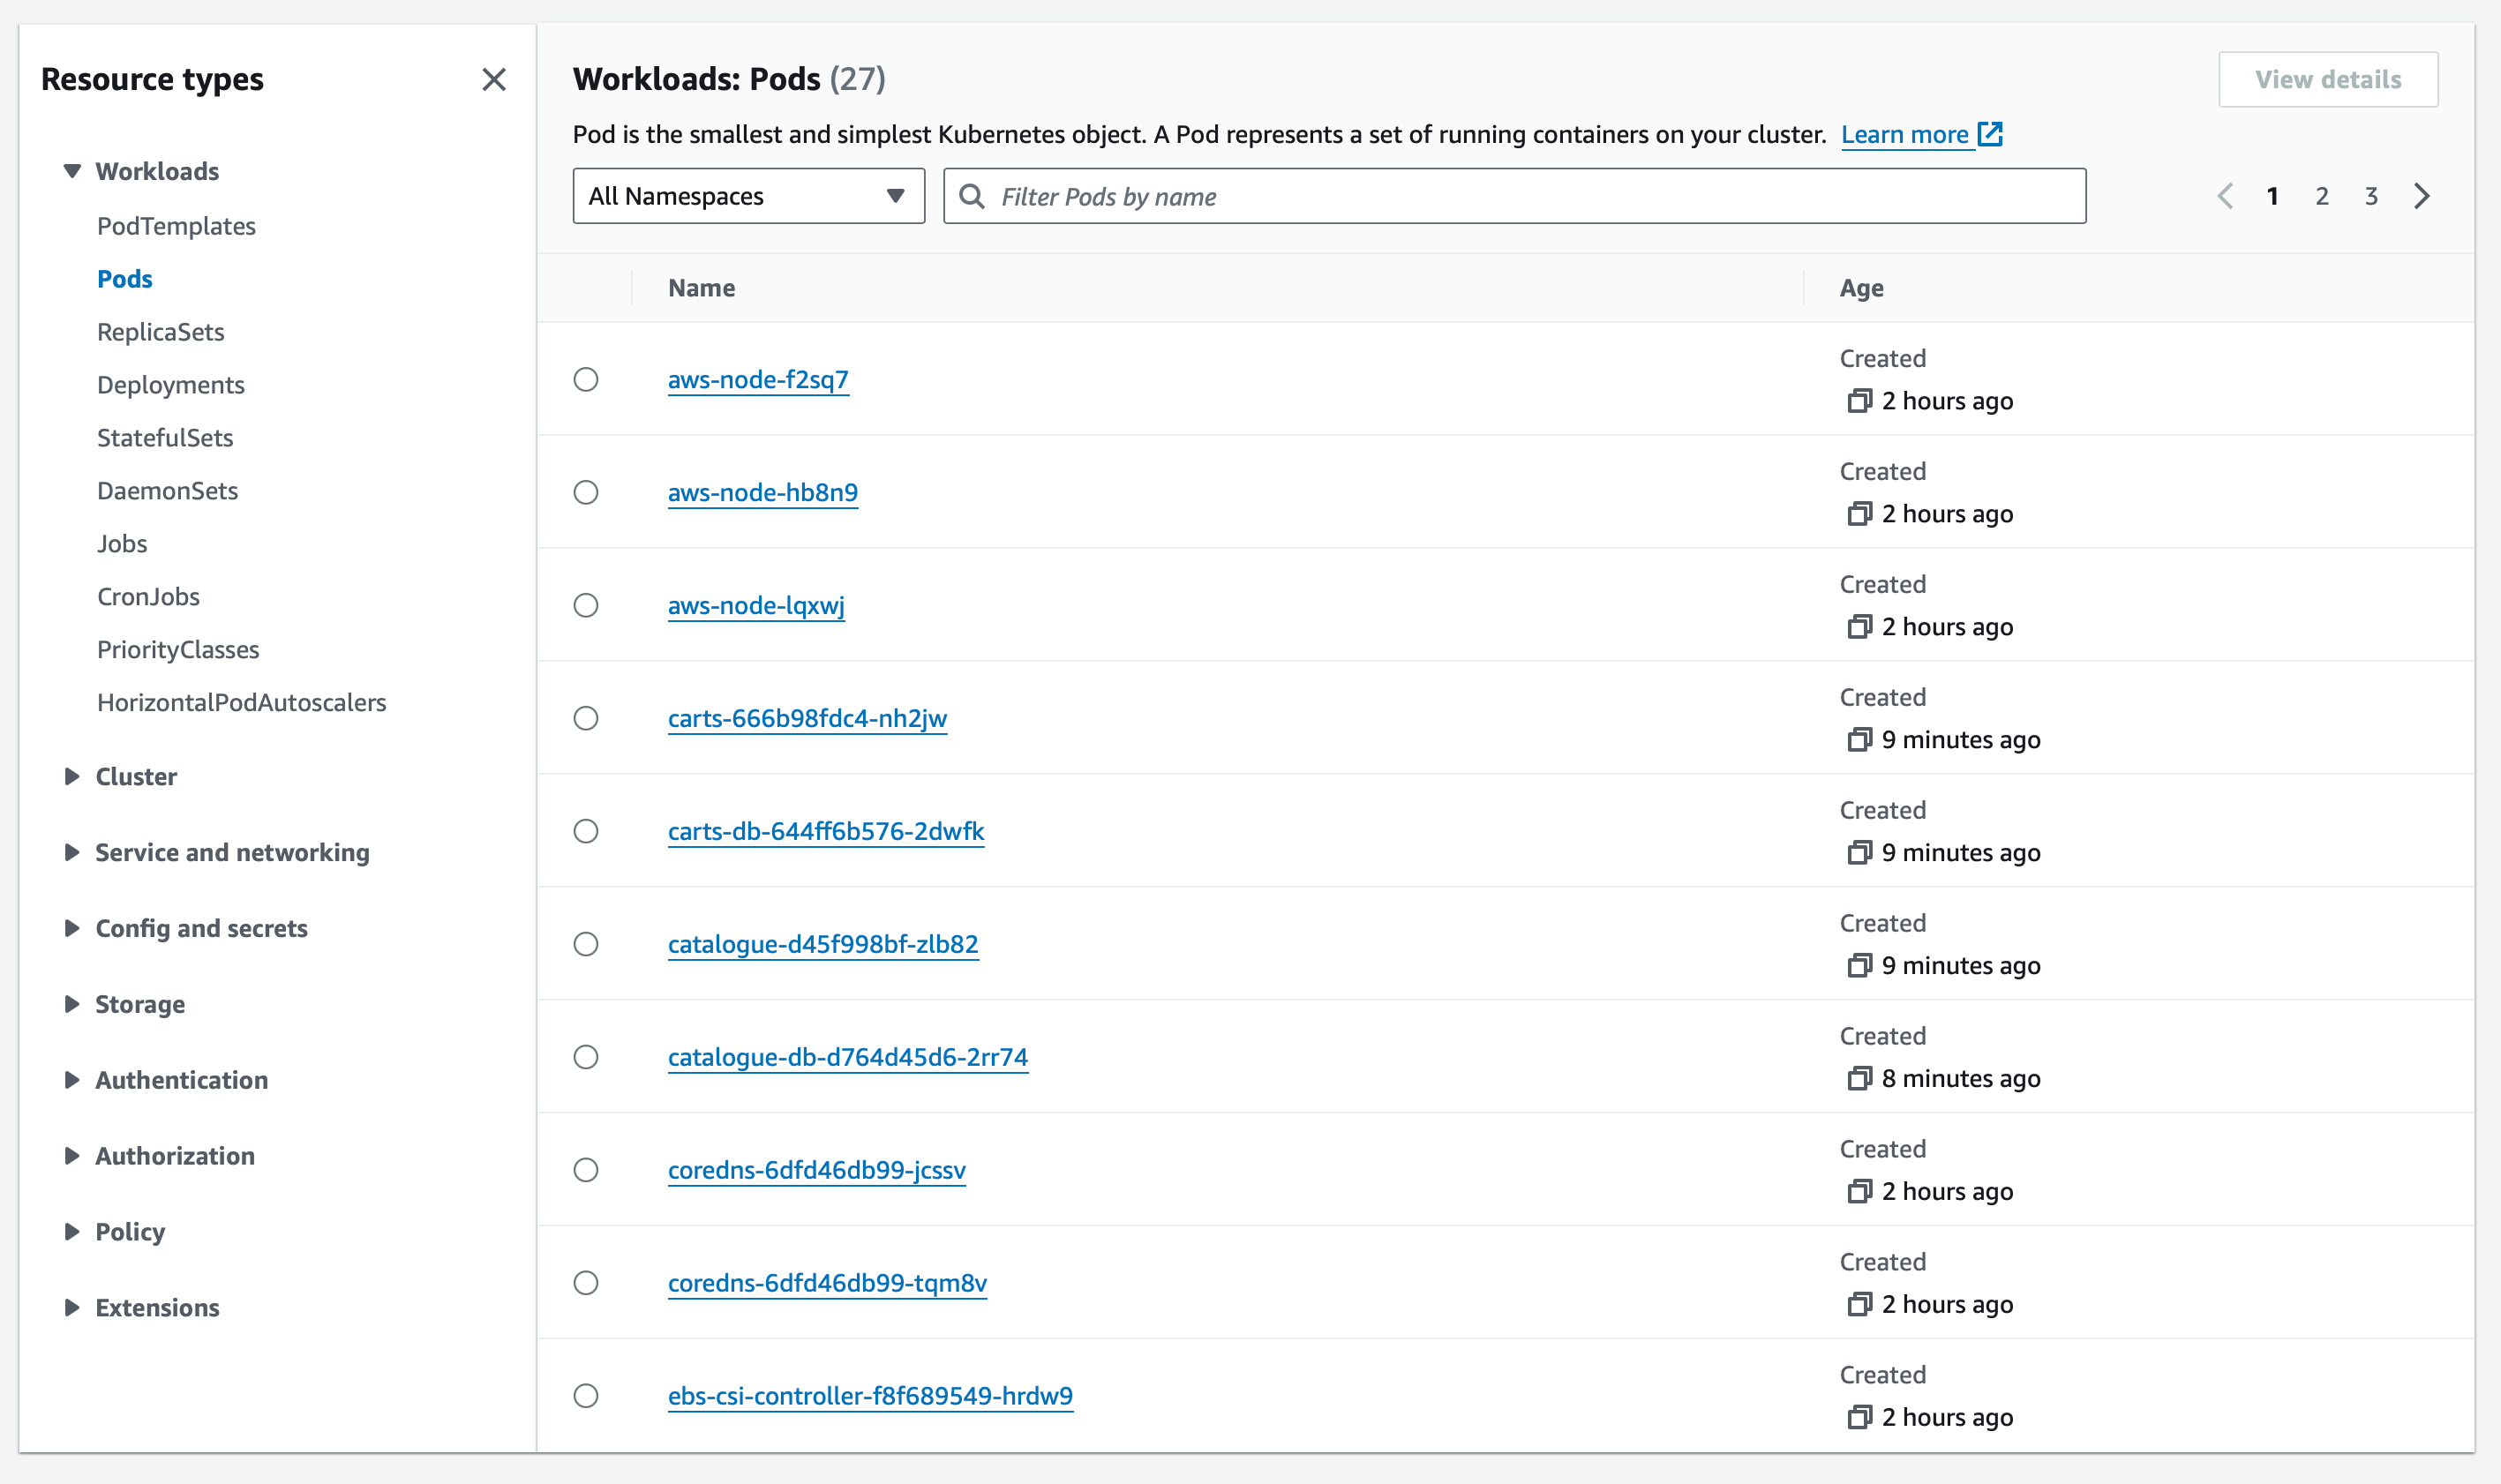 Resource types
Workloads
PodTemplates
Pods
ReplicaSets
Deployments
StatefulSets
DaemonSets
Jobs
CronJobs
PriorityClasses
HorizontalPodAutoscalers
Cluster
Service and networking
Config and secrets
Storage
Authentication
Authorization
Policy
Extensions
Workloads: Pods (27)
View details
Pod is the smallest and simplest Kubernetes object. A Pod represents a set of running containers on your cluster. Learn more
All Namespaces
Filter Pods by name
1 2 3
Name Age
aws-node-f2sq7
Created
2 hours ago
aws-node-hb8n9
Created
2 hours ago
aws-node-lqxwj
Created
2 hours ago
carts-666b98fdc4-nh2jw
Created
9 minutes ago
carts-db-644ff6b576-2dwfk
Created
9 minutes ago
catalogue-d45f998bf-zlb82
Created
9 minutes ago
catalogue-db-d764d45d6-2rr74
Created
8 minutes ago
coredns-6dfd46db99-jcssv
Created
2 hours ago
coredns-6dfd46db99-tqm8v
Created
2 hours ago
ebs-csi-controller-f8f689549-hrdw9
Created
2 hours ago